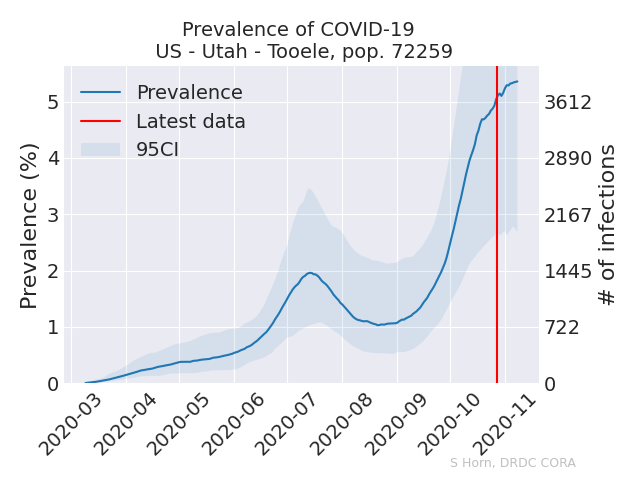 Prevalence of COVID-19
US - Utah - Tooele, pop. 72259
Prevalence
Latest data
95CI
Prevalence (%)
5
4
3
2
1
0
3612
2890
2167
1445
722
0
# of infections
2020-03
2020-04
2020-05
2020-06
2020-07
2020-08
2020-09
2020-10
2020-11
S Horn, DRDC CORA